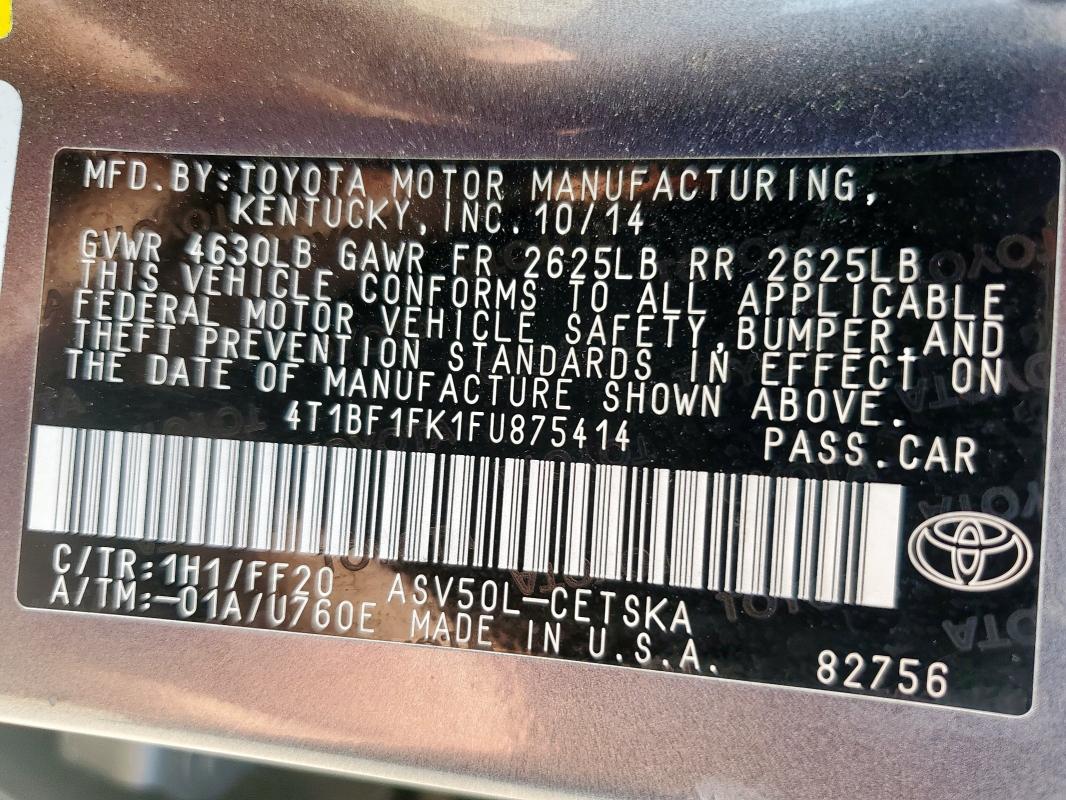 MFD.BY:TOYOTA MOTOR MANUFACTURING,
KENTUCKY, INC. 10/14
GVWR 4630LB GAWR FR 2625LB RR 2625LB
THIS VEHICLE CONFORMS TO ALL APPLICABLE
FEDERAL MOTOR VEHICLE SAFETY,BUMPER,AND
THEFT PREVENTION STANDARDS IN EFFECT ON
THE DATE OF MANUFACTURE SHOWN ABOVE.
4T1BF1FK1FU875414 PASS.CAR
C/TR:1H1/FF20 ASV50L-CETSKA
A/TM:-01A/U760E MADE IN U.S.A.
82756